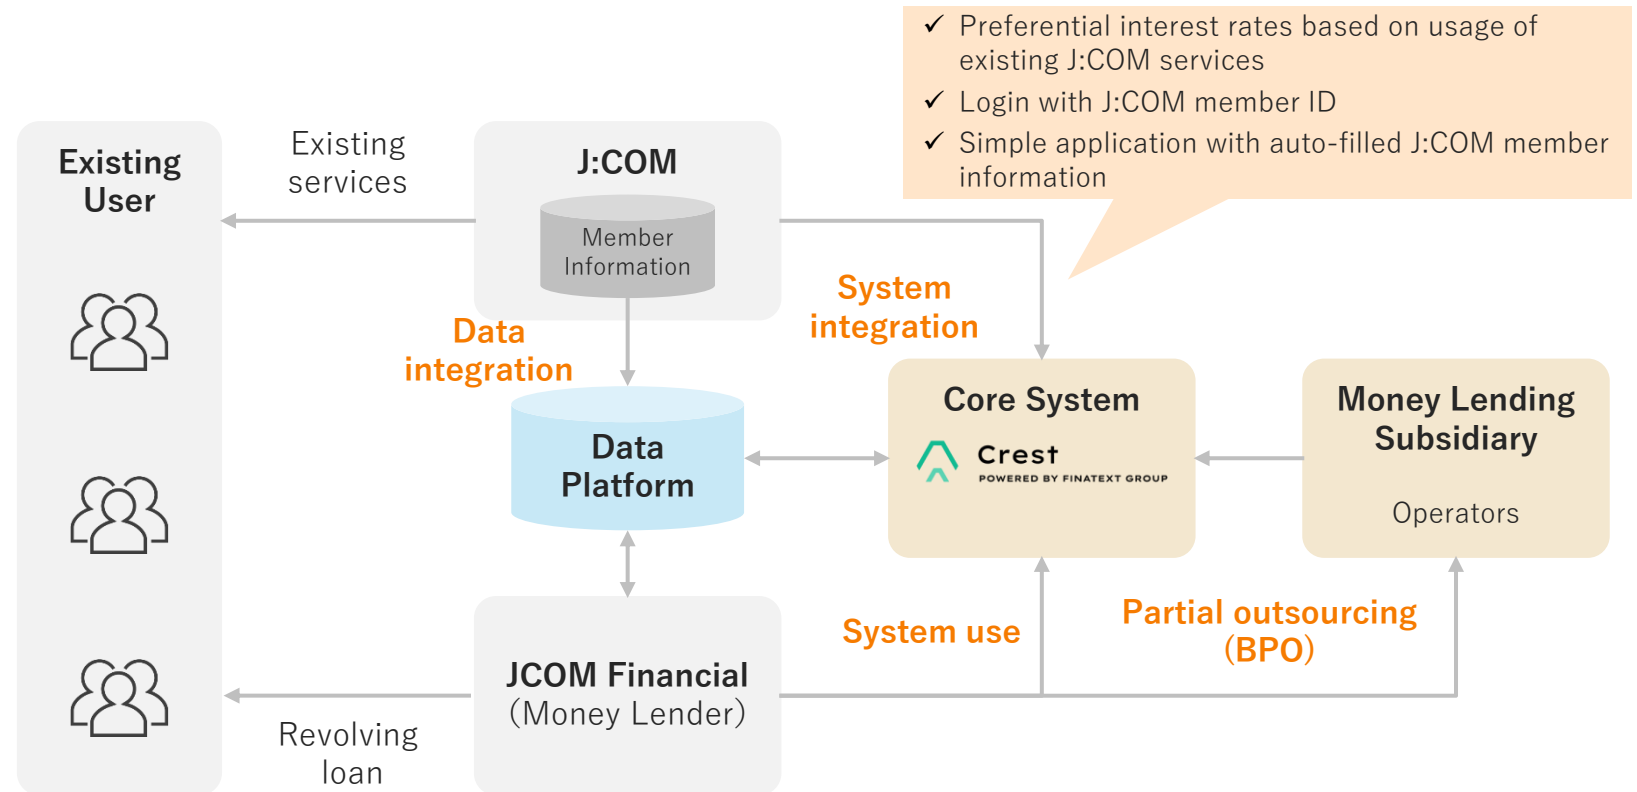 ✓ Preferential interest rates based on usage of
existing J:COM services
✓ Login with J:COM member ID
✓ Simple application with auto-filled J:COM member
information
Existing
User
Existing
services
J:COM
Member
Information
Data
integration
System
integration
Data
Platform
Core System
Crest
POWERED BY FINATEXT GROUP
Money Lending
Subsidiary
Operators
System use
Partial outsourcing
(BPO)
JCOM Financial
(Money Lender)
Revolving
loan